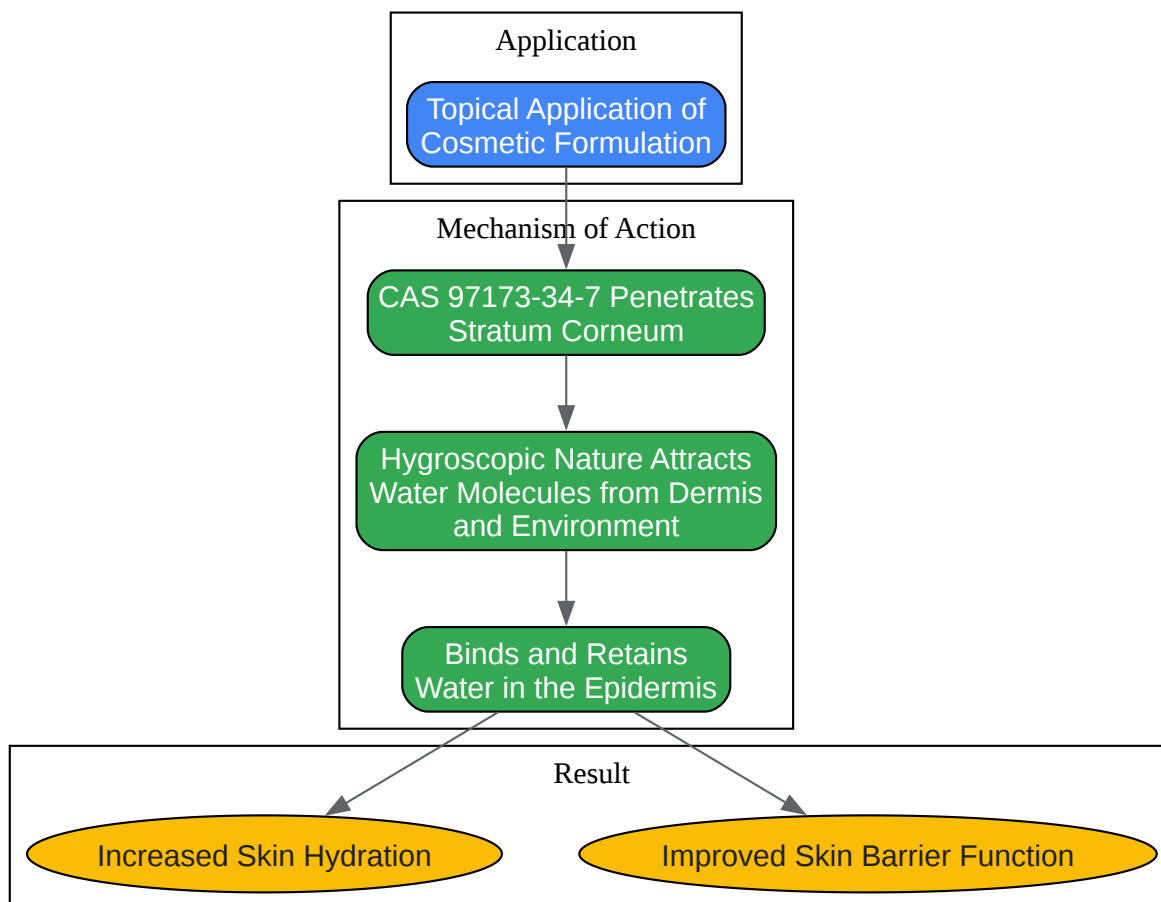 Application
Topical Application of
Cosmetic Formulation
Mechanism of Action
CAS 97173-34-7 Penetrates
Stratum Corneum
Hygroscopic Nature Attracts
Water Molecules from Dermis
and Environment
Binds and Retains
Water in the Epidermis
Result
Increased Skin Hydration
Improved Skin Barrier Function